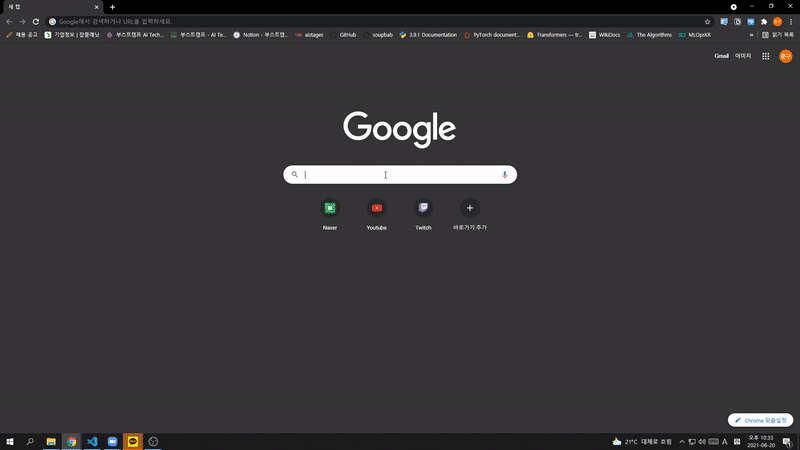 새 탭
Google에서 검색하거나 URL을 입력하세요.
채용 공고 기업정보 | 잡플래닛 부스트캠프 AI Tech... 부스트캠프 - AI Te... Notion - 부스트캠... aistages GitHub soupbab 3.9.1 Documentation PyTorch document... Transformers — tr... WikiDocs The Algorithms MLOpsKR » 읽기 목록
Gmail 이미지
Google
Naver Youtube Twitch 바로가기 추가
Chrome 맞춤설정
21°C 대체로 흐림 A 오후 10:33
2021-06-20